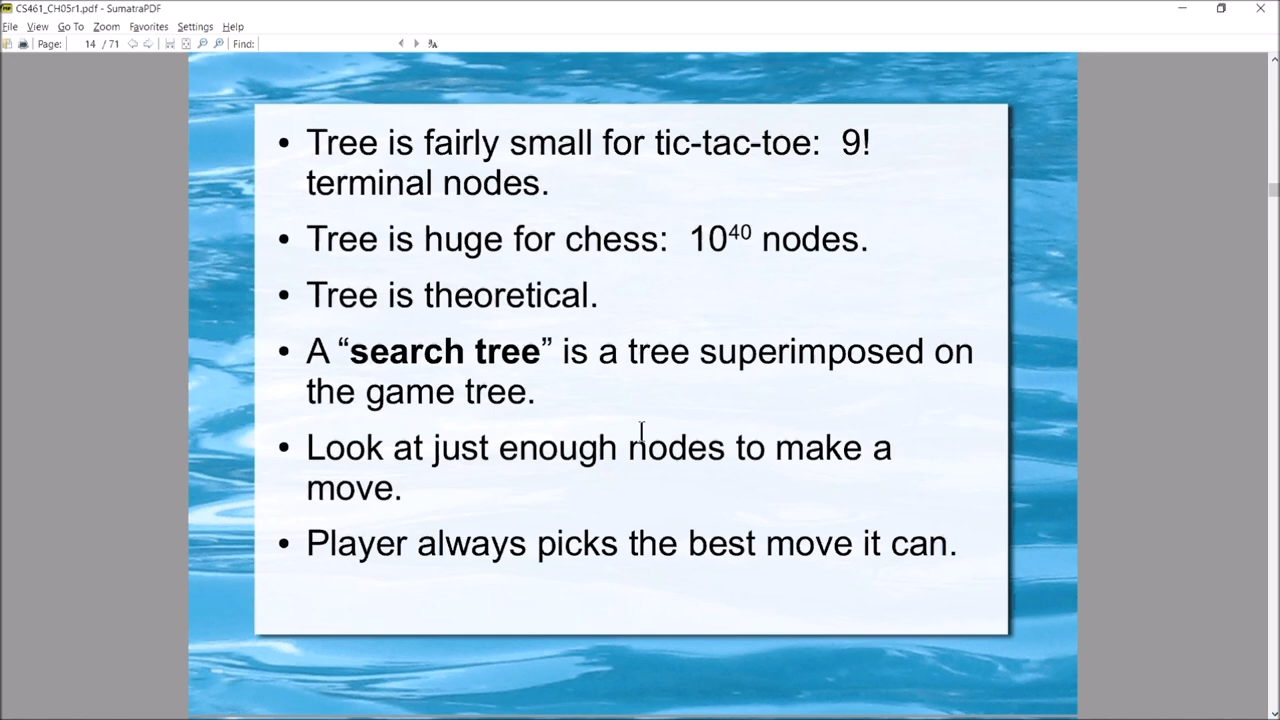 CS461_CH05r1.pdf - SumatraPDF
File View Go To Zoom Favorites Settings Help
Page: 14 / 71 Find:
• Tree is fairly small for tic-tac-toe: 9!
terminal nodes.
• Tree is huge for chess: 10⁴⁰ nodes.
• Tree is theoretical.
• A “search tree” is a tree superimposed on
the game tree.
• Look at just enough nodes to make a
move.
• Player always picks the best move it can.